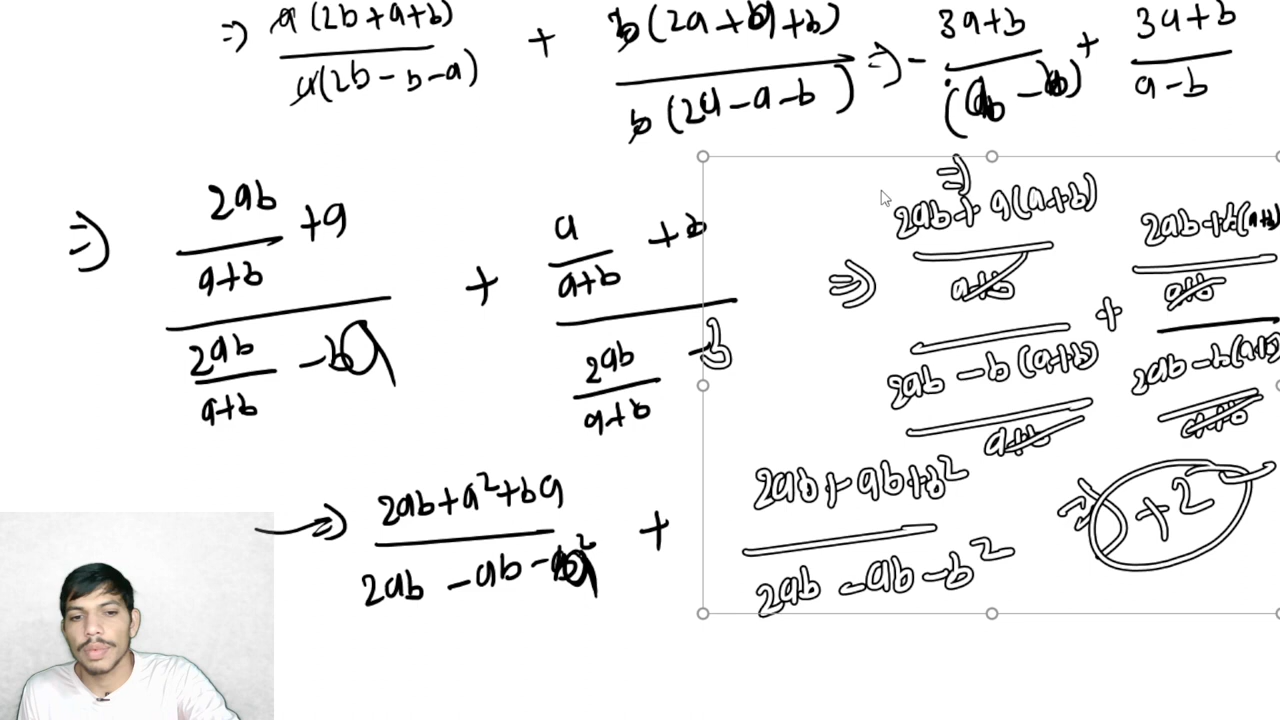 ⇒ a(2b+a+b) / a(2b-b-a) + b(2a+a+b) / b(2a-a-b) ⇒ - 3a+b / (a-b) + 3a+b / a-b
⇒ (2ab/(a+b) + a) / (2ab/(a+b) - a) + (a/(a+b) + b) / (2ab/(a+b) - b)
⇒
⇒ (2ab + a(a+b) / a+b) / (2ab - b(a+b) / a+b) + (2ab + b(a+b) / a+b) / (2ab - b(a+b) / a+b)
⇒ 2ab+a²+ba / 2ab-ab-a² + 2ab+ab+b² / 2ab-ab-b² ⇒ +2